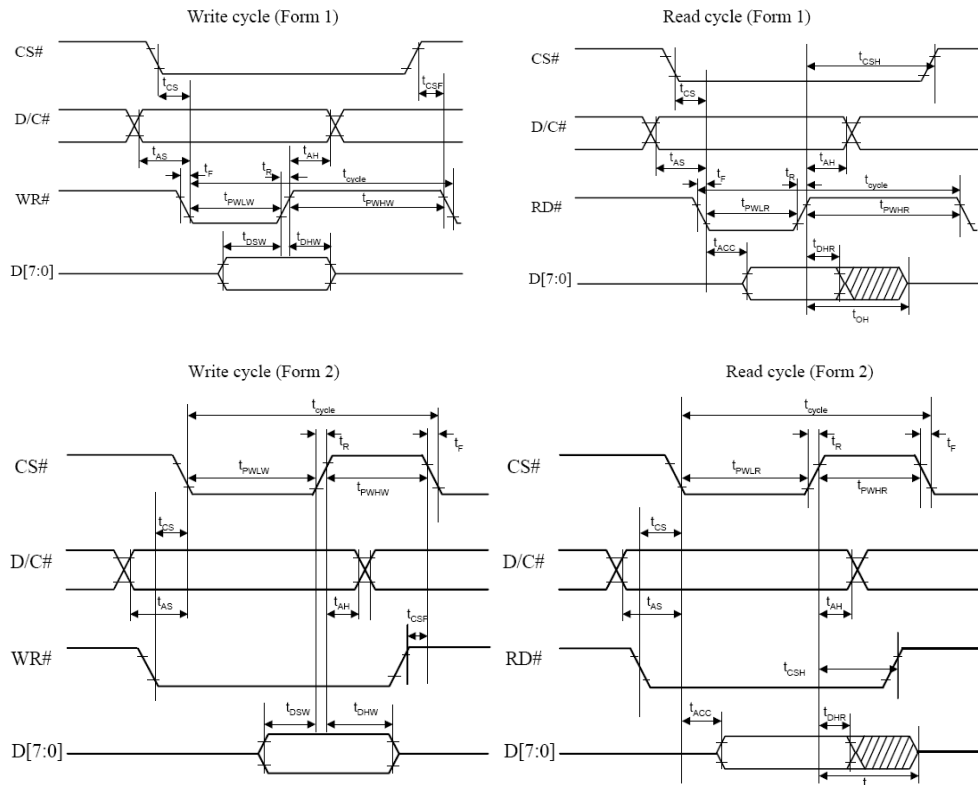 Write cycle (Form 1)
CS#
tCS
tCSF
D/C#
tAS
tF
tR
tAH
tcycle
WR#
tPWLW
tPWHW
tDSW
tDHW
D[7:0]
Read cycle (Form 1)
CS#
tCSH
tCS
D/C#
tAS
tF
tR
tAH
tcycle
RD#
tPWLR
tPWHR
tACC
tDHR
D[7:0]
tOH
Write cycle (Form 2)
tcycle
tR
tF
CS#
tPWLW
tPWHW
tCS
D/C#
tAS
tAH
tCSF
WR#
tDSW
tDHW
D[7:0]
Read cycle (Form 2)
tcycle
tR
tF
CS#
tPWLR
tPWHR
tCS
D/C#
tAS
tAH
RD#
tCSH
tACC
tDHR
D[7:0]
t